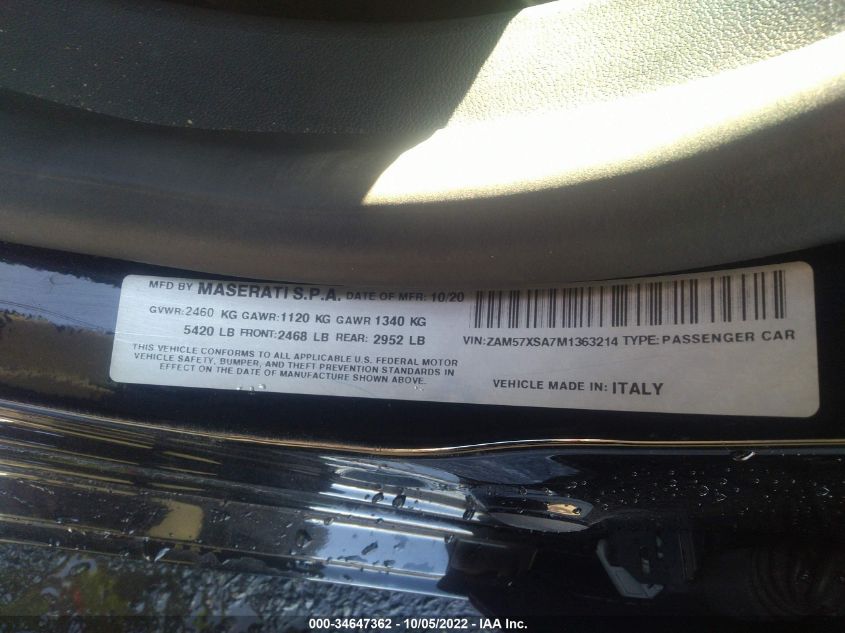 MFD BY MASERATI S.P.A. DATE OF MFR: 10/20
GVWR:2460 KG GAWR:1120 KG GAWR 1340 KG
5420 LB FRONT:2468 LB REAR: 2952 LB
THIS VEHICLE CONFORMS TO ALL APPLICABLE U.S. FEDERAL MOTOR
VEHICLE SAFETY, BUMPER, AND THEFT PREVENTION STANDARDS IN
EFFECT ON THE DATE OF MANUFACTURE SHOWN ABOVE.
VIN:ZAM57XSA7M1363214 TYPE:PASSENGER CAR
VEHICLE MADE IN: ITALY
000-34647362 - 10/05/2022 - IAA Inc.